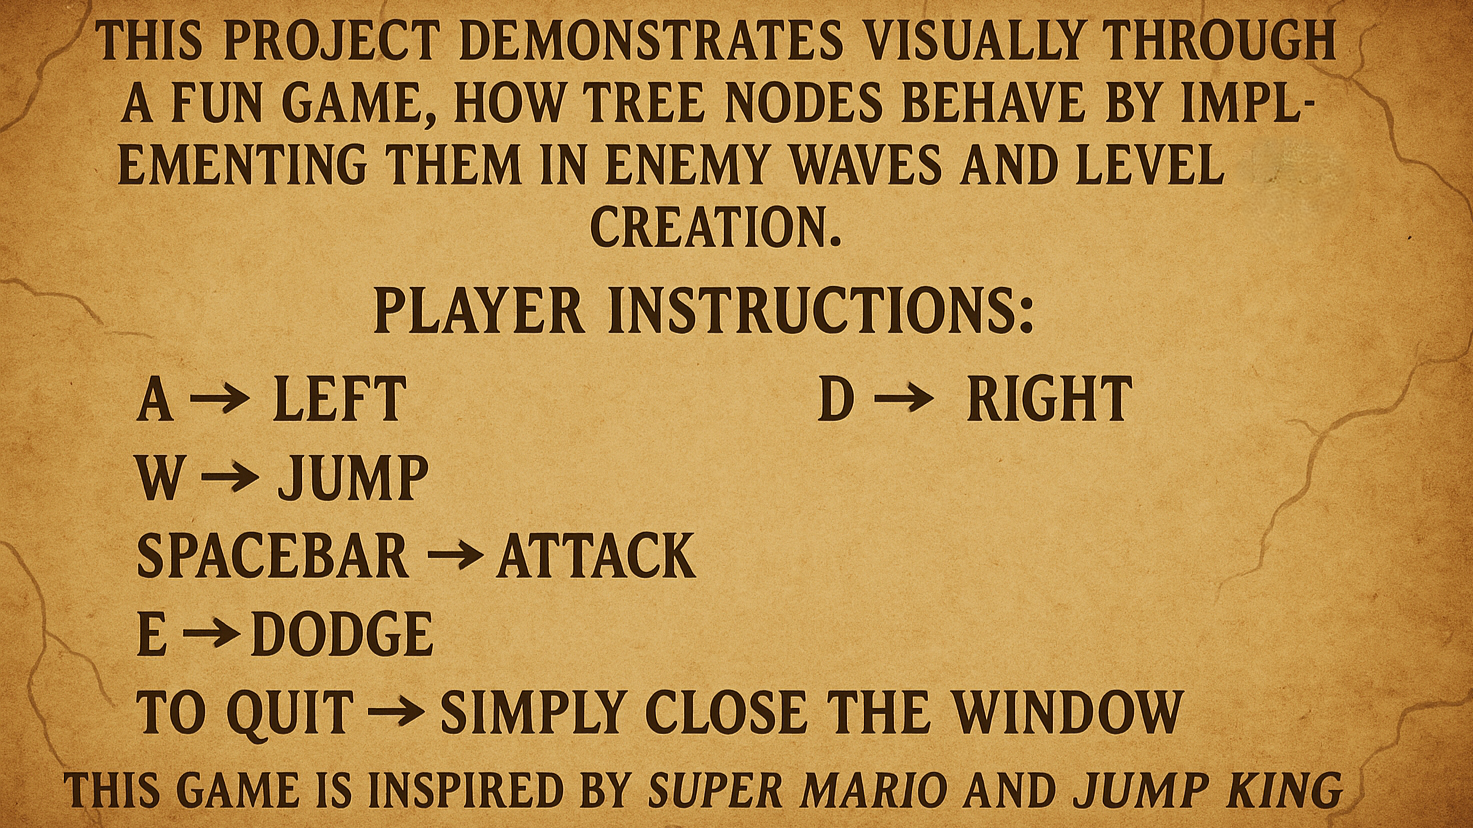 THIS PROJECT DEMONSTRATES VISUALLY THROUGH
A FUN GAME, HOW TREE NODES BEHAVE BY IMPL-
EMENTING THEM IN ENEMY WAVES AND LEVEL
CREATION.
PLAYER INSTRUCTIONS:
A → LEFT D → RIGHT
W → JUMP
SPACEBAR → ATTACK
E → DODGE
TO QUIT → SIMPLY CLOSE THE WINDOW
THIS GAME IS INSPIRED BY SUPER MARIO AND JUMP KING